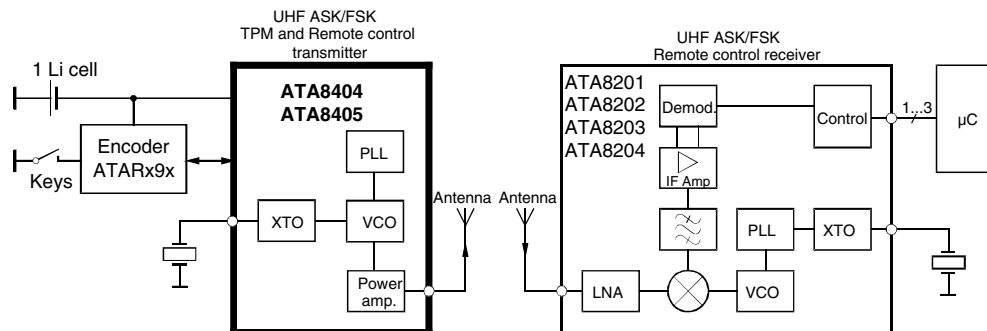 UHF ASK/FSK
TPM and Remote control
transmitter
1 Li cell
ATA8404
ATA8405
Encoder
ATARx9x
Keys
PLL
XTO
VCO
Power
amp.
Antenna
UHF ASK/FSK
Remote control receiver
ATA8201
ATA8202
ATA8203
ATA8204
Demod.
Control
1...3
µC
IF Amp
Antenna
PLL
XTO
LNA
VCO